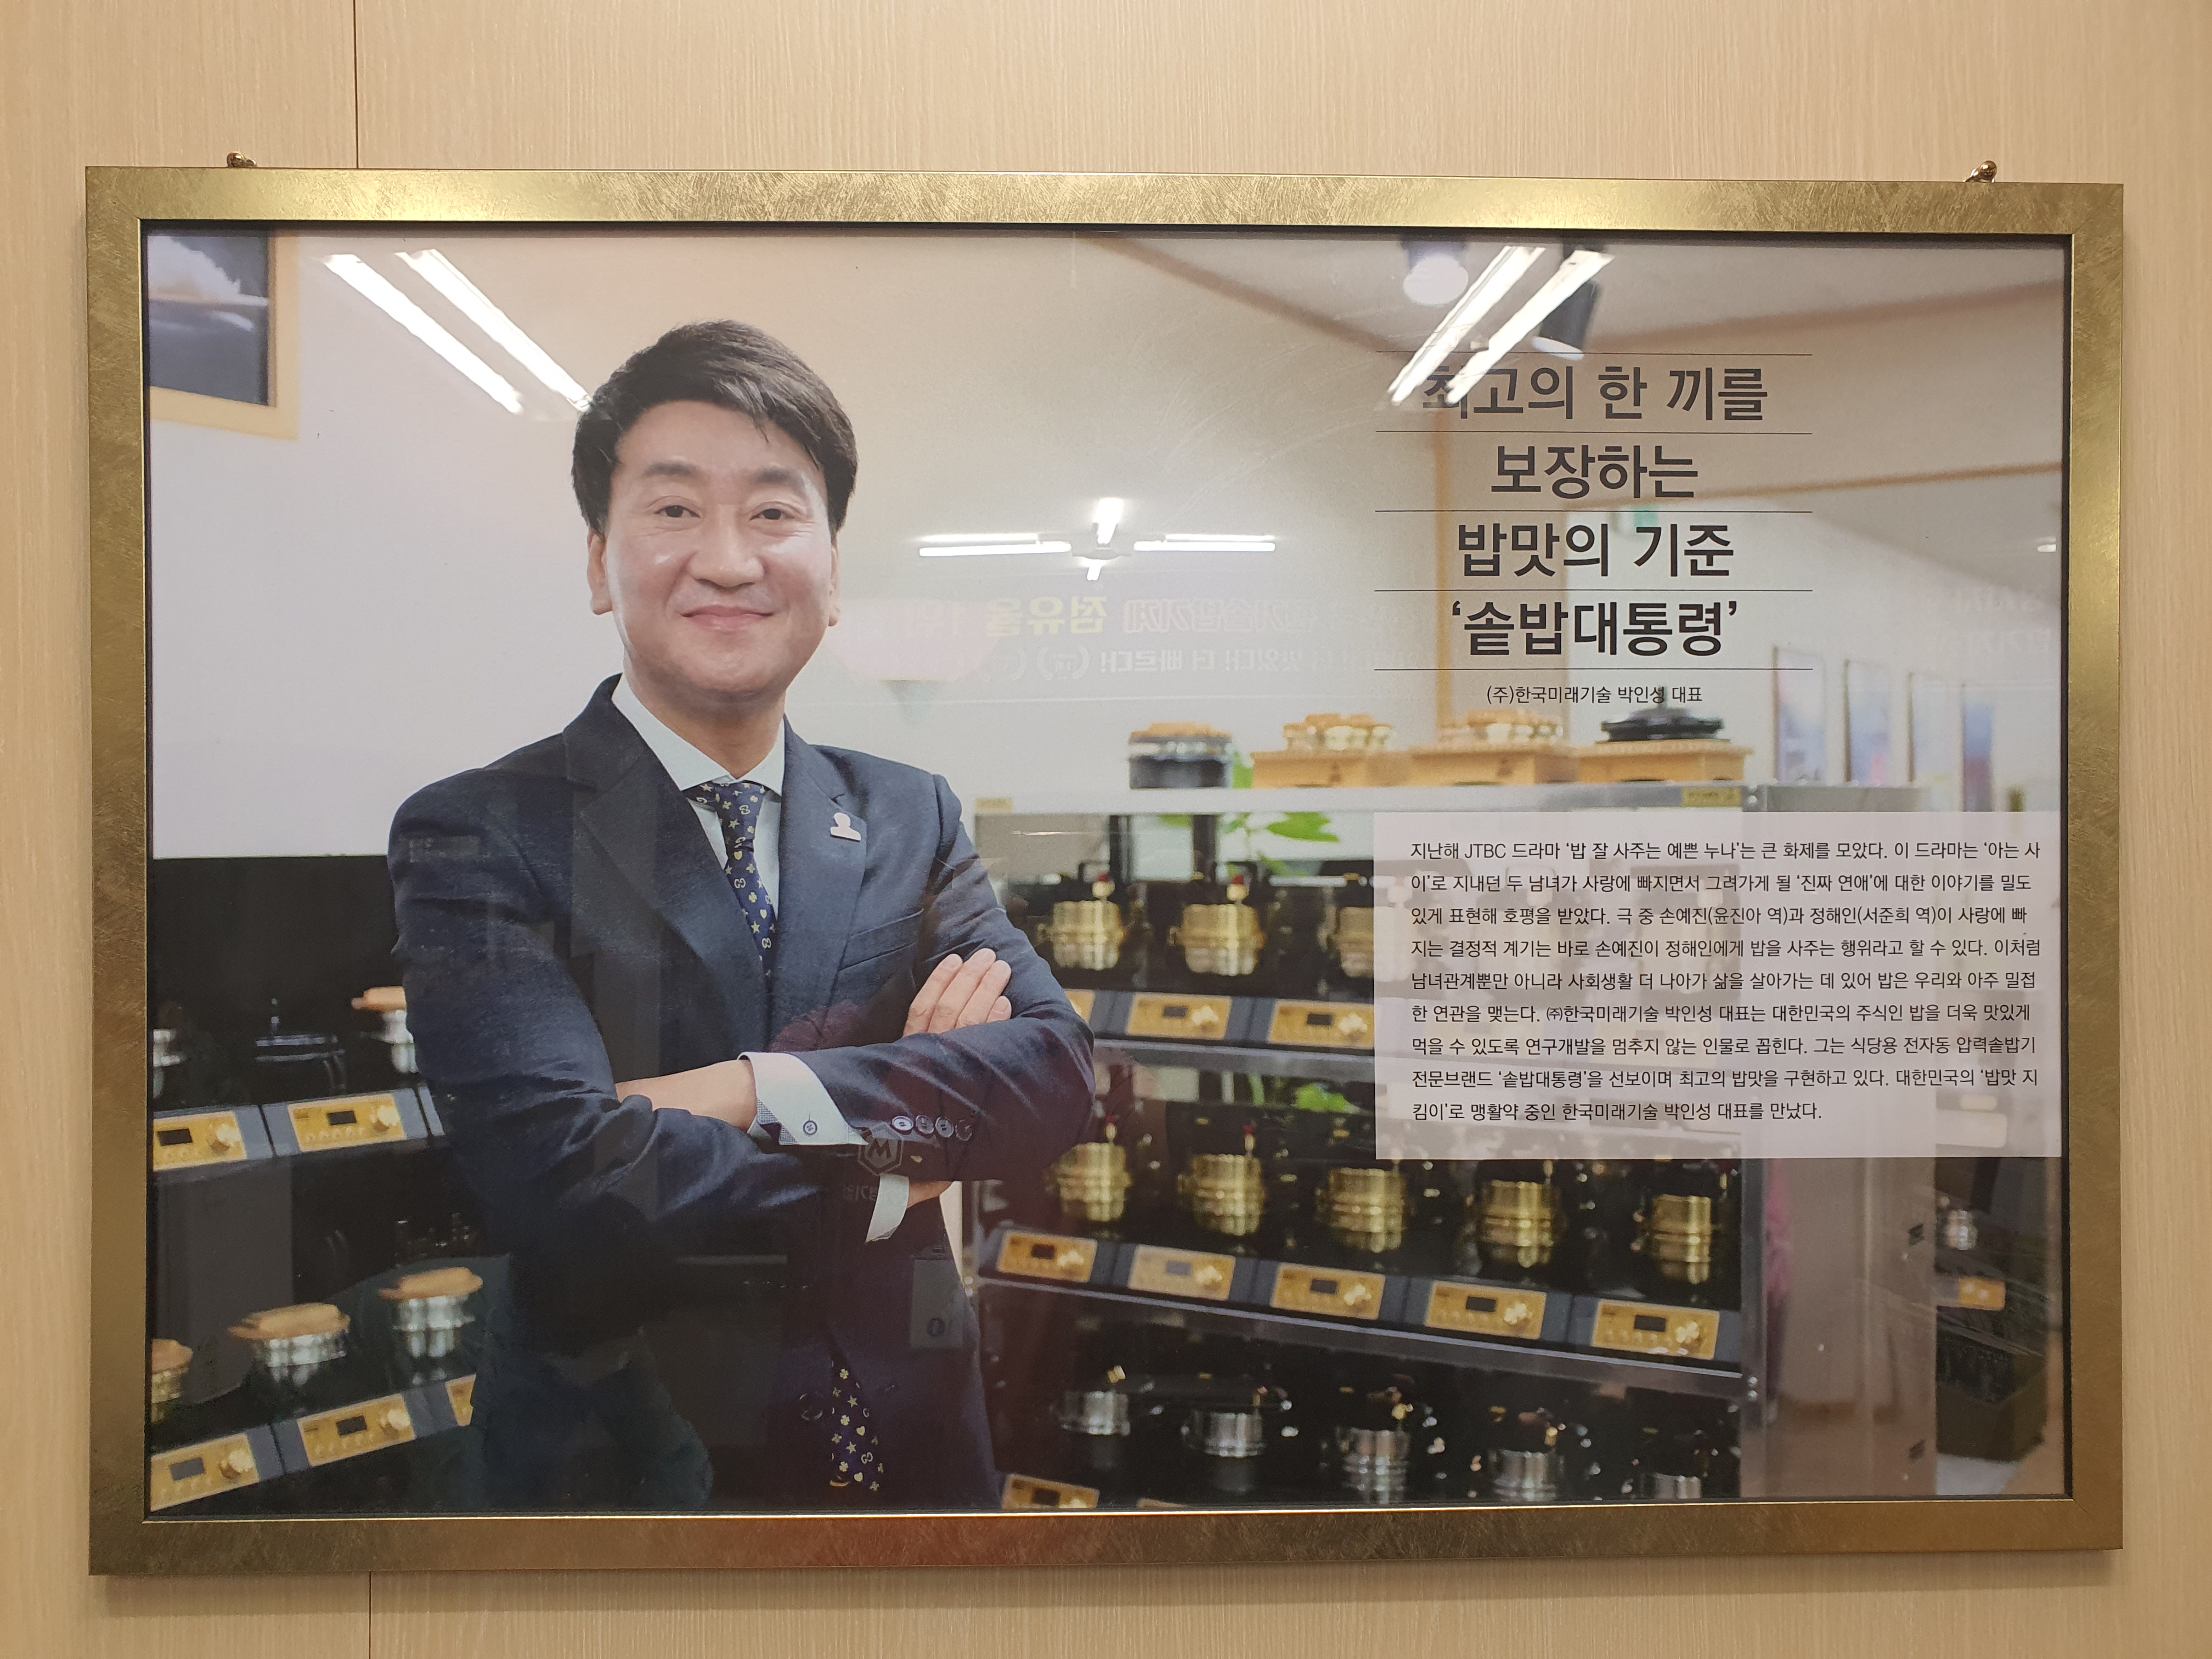 최고의 한 끼를
보장하는
밥맛의 기준
‘솥밥대통령’
(주)한국미래기술 박인성 대표
지난해 JTBC 드라마 ‘밥 잘 사주는 예쁜 누나’는 큰 화제를 모았다. 이 드라마는 ‘아는 사
이’로 지내던 두 남녀가 사랑에 빠지면서 그려가게 될 ‘진짜 연애’에 대한 이야기를 밀도
있게 표현해 호평을 받았다. 극 중 손예진(윤진아 역)과 정해인(서준희 역)이 사랑에 빠
지는 결정적 계기는 바로 손예진이 정해인에게 밥을 사주는 행위라고 할 수 있다. 이처럼
남녀관계뿐만 아니라 사회생활 더 나아가 삶을 살아가는 데 있어 밥은 우리와 아주 밀접
한 연관을 맺는다. ㈜한국미래기술 박인성 대표는 대한민국의 주식인 밥을 더욱 맛있게
먹을 수 있도록 연구개발을 멈추지 않는 인물로 꼽힌다. 그는 식당용 전자동 압력솥밥기
전문브랜드 ‘솥밥대통령’을 선보이며 최고의 밥맛을 구현하고 있다. 대한민국의 ‘밥맛 지
킴이’로 맹활약 중인 한국미래기술 박인성 대표를 만났다.